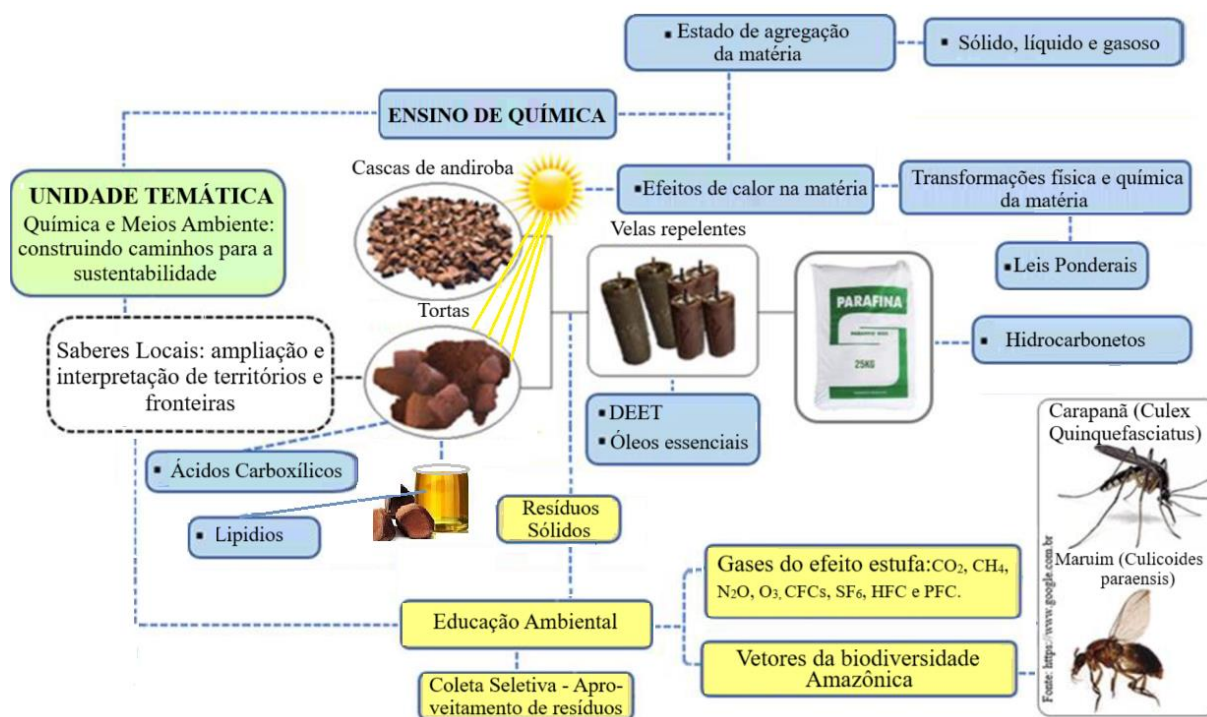 ▪ Estado de agregação
da matéria
▪ Sólido, líquido e gasoso
ENSINO DE QUÍMICA
Cascas de andiroba
▪Efeitos de calor na matéria
Transformações física e química
da matéria
▪Leis Ponderais
UNIDADE TEMÁTICA
Química e Meios Ambiente:
construindo caminhos para a
sustentabilidade
Velas repelentes
PARAFINA
25KG
▪ Hidrocarbonetos
Tortas
Saberes Locais: ampliação e
interpretação de territórios e
fronteiras
▪ DEET
▪ Óleos essenciais
▪ Ácidos Carboxílicos
▪ Lipidios
Resíduos
Sólidos
Carapanã (Culex
Quinquefasciatus)
Maruim (Culicoides
paraensis)
Fonte: https://www.google.com.br
Gases do efeito estufa:CO₂, CH₄,
N₂O, O₃, CFCs, SF₆, HFC e PFC.
Educação Ambiental
Vetores da biodiversidade
Amazônica
Coleta Seletiva - Apro-
veitamento de resíduos